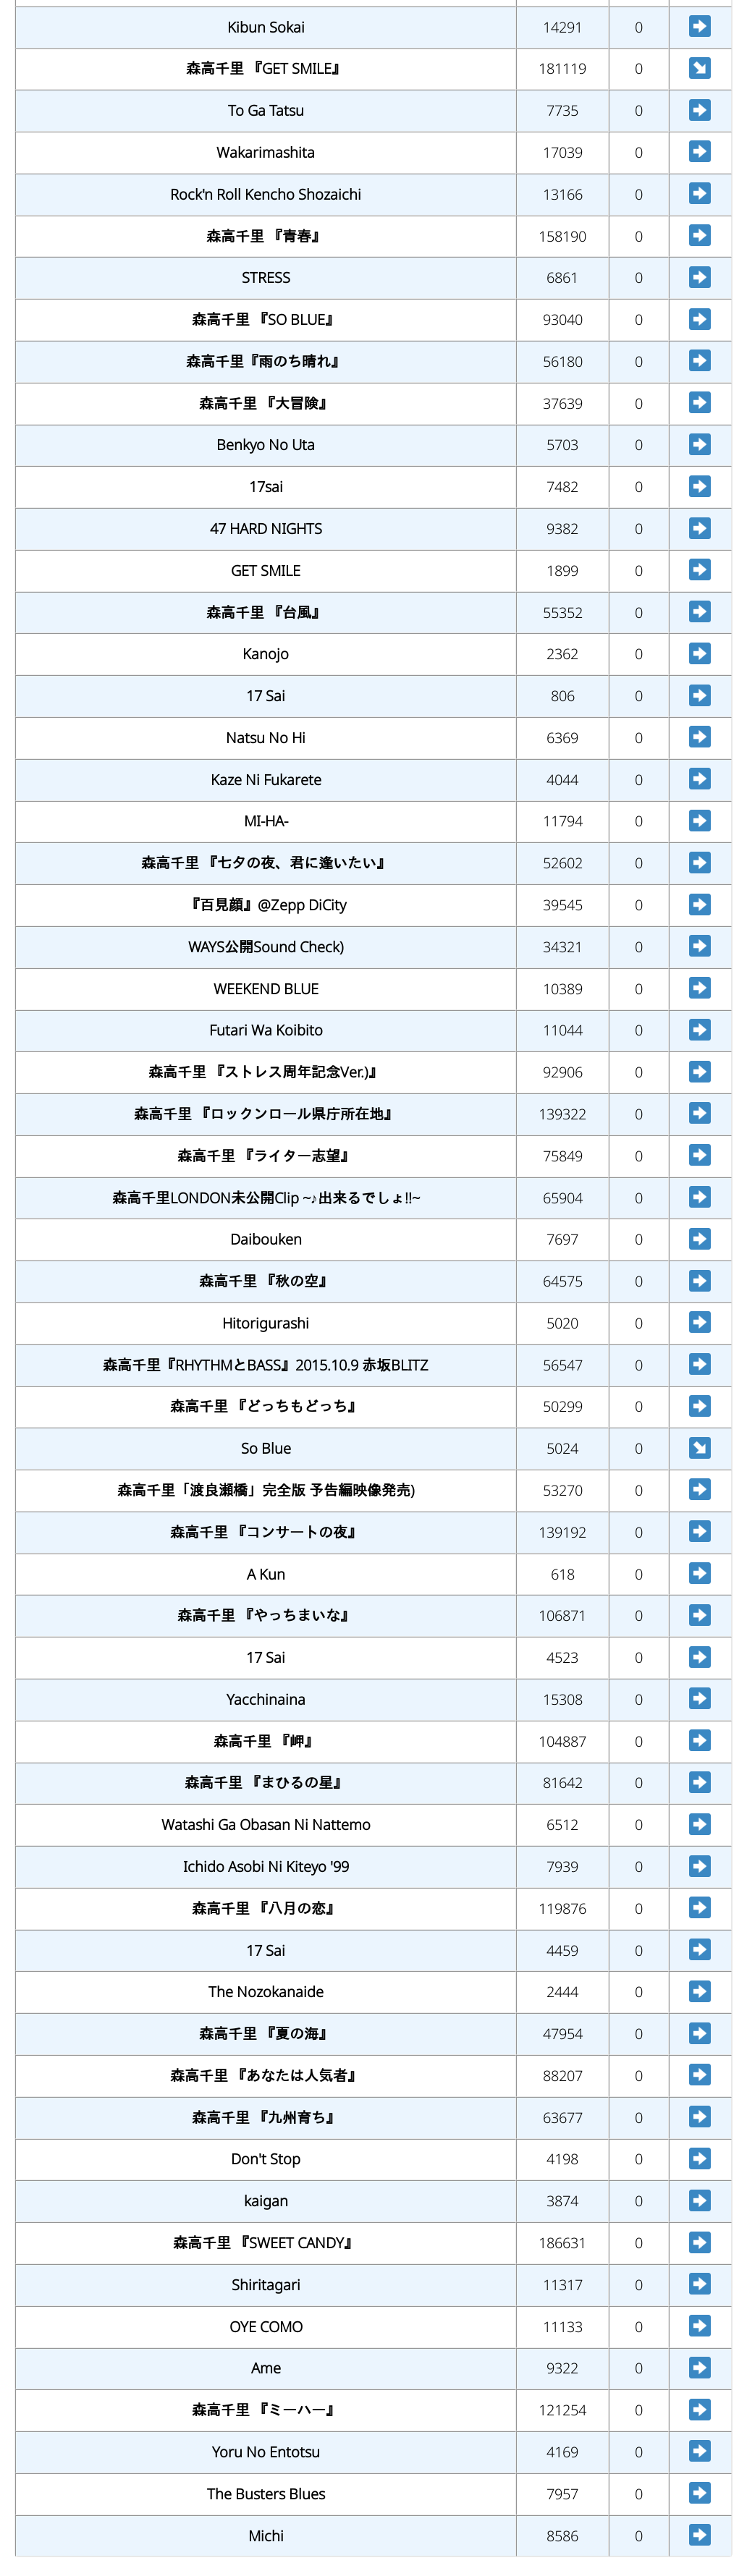 Kibun Sokai 14291 0
森高千里 『GET SMILE』 181119 0
To Ga Tatsu 7735 0
Wakarimashita 17039 0
Rock'n Roll Kencho Shozaichi 13166 0
森高千里 『青春』 158190 0
STRESS 6861 0
森高千里 『SO BLUE』 93040 0
森高千里『雨のち晴れ』 56180 0
森高千里 『大冒険』 37639 0
Benkyo No Uta 5703 0
17sai 7482 0
47 HARD NIGHTS 9382 0
GET SMILE 1899 0
森高千里 『台風』 55352 0
Kanojo 2362 0
17 Sai 806 0
Natsu No Hi 6369 0
Kaze Ni Fukarete 4044 0
MI-HA- 11794 0
森高千里 『七夕の夜、君に逢いたい』 52602 0
『百見顔』@Zepp DiCity 39545 0
WAYS公開Sound Check) 34321 0
WEEKEND BLUE 10389 0
Futari Wa Koibito 11044 0
森高千里 『ストレス周年記念Ver.)』 92906 0
森高千里 『ロックンロール県庁所在地』 139322 0
森高千里 『ライター志望』 75849 0
森高千里LONDON未公開Clip ~♪出来るでしょ!!~ 65904 0
Daibouken 7697 0
森高千里 『秋の空』 64575 0
Hitorigurashi 5020 0
森高千里『RHYTHMとBASS』2015.10.9 赤坂BLITZ 56547 0
森高千里 『どっちもどっち』 50299 0
So Blue 5024 0
森高千里「渡良瀬橋」完全版 予告編映像発売) 53270 0
森高千里 『コンサートの夜』 139192 0
A Kun 618 0
森高千里 『やっちまいな』 106871 0
17 Sai 4523 0
Yacchinaina 15308 0
森高千里 『岬』 104887 0
森高千里 『まひるの星』 81642 0
Watashi Ga Obasan Ni Nattemo 6512 0
Ichido Asobi Ni Kiteyo '99 7939 0
森高千里 『八月の恋』 119876 0
17 Sai 4459 0
The Nozokanaide 2444 0
森高千里 『夏の海』 47954 0
森高千里 『あなたは人気者』 88207 0
森高千里 『九州育ち』 63677 0
Don't Stop 4198 0
kaigan 3874 0
森高千里 『SWEET CANDY』 186631 0
Shiritagari 11317 0
OYE COMO 11133 0
Ame 9322 0
森高千里 『ミーハー』 121254 0
Yoru No Entotsu 4169 0
The Busters Blues 7957 0
Michi 8586 0